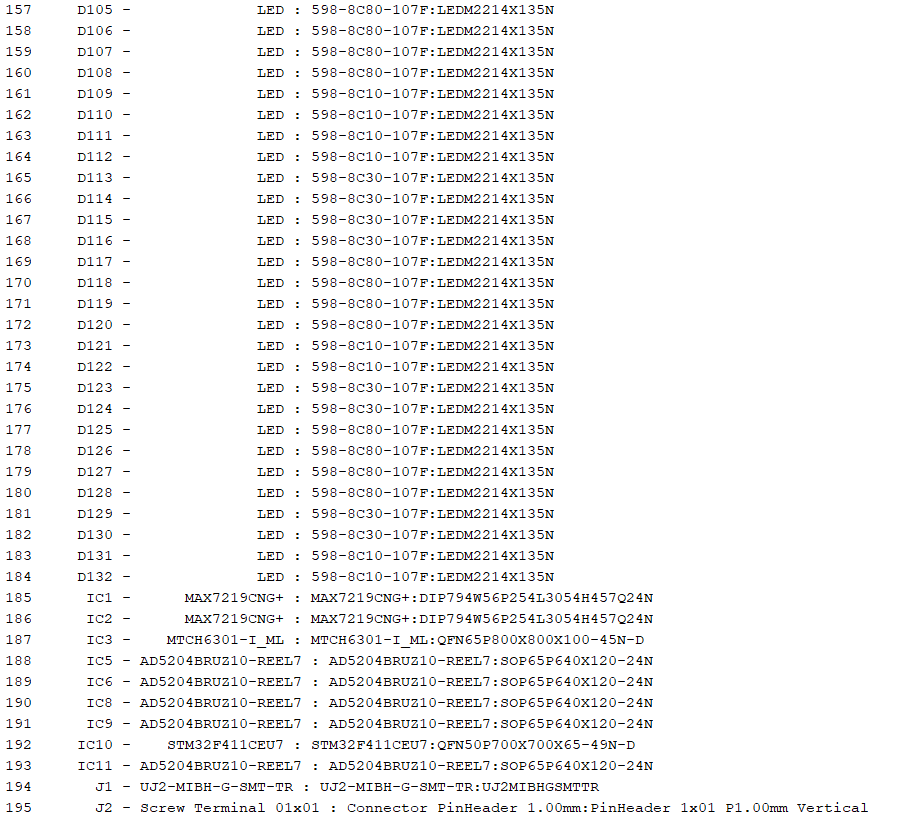 157 D105 - LED : 598-8C80-107F:LEDM2214X135N
158 D106 - LED : 598-8C80-107F:LEDM2214X135N
159 D107 - LED : 598-8C80-107F:LEDM2214X135N
160 D108 - LED : 598-8C80-107F:LEDM2214X135N
161 D109 - LED : 598-8C10-107F:LEDM2214X135N
162 D110 - LED : 598-8C10-107F:LEDM2214X135N
163 D111 - LED : 598-8C10-107F:LEDM2214X135N
164 D112 - LED : 598-8C10-107F:LEDM2214X135N
165 D113 - LED : 598-8C30-107F:LEDM2214X135N
166 D114 - LED : 598-8C30-107F:LEDM2214X135N
167 D115 - LED : 598-8C30-107F:LEDM2214X135N
168 D116 - LED : 598-8C30-107F:LEDM2214X135N
169 D117 - LED : 598-8C80-107F:LEDM2214X135N
170 D118 - LED : 598-8C80-107F:LEDM2214X135N
171 D119 - LED : 598-8C80-107F:LEDM2214X135N
172 D120 - LED : 598-8C80-107F:LEDM2214X135N
173 D121 - LED : 598-8C10-107F:LEDM2214X135N
174 D122 - LED : 598-8C10-107F:LEDM2214X135N
175 D123 - LED : 598-8C30-107F:LEDM2214X135N
176 D124 - LED : 598-8C30-107F:LEDM2214X135N
177 D125 - LED : 598-8C80-107F:LEDM2214X135N
178 D126 - LED : 598-8C80-107F:LEDM2214X135N
179 D127 - LED : 598-8C80-107F:LEDM2214X135N
180 D128 - LED : 598-8C80-107F:LEDM2214X135N
181 D129 - LED : 598-8C30-107F:LEDM2214X135N
182 D130 - LED : 598-8C30-107F:LEDM2214X135N
183 D131 - LED : 598-8C10-107F:LEDM2214X135N
184 D132 - LED : 598-8C10-107F:LEDM2214X135N
185 IC1 - MAX7219CNG+ : MAX7219CNG+:DIP794W56P254L3054H457Q24N
186 IC2 - MAX7219CNG+ : MAX7219CNG+:DIP794W56P254L3054H457Q24N
187 IC3 - MTCH6301-I_ML : MTCH6301-I_ML:QFN65P800X800X100-45N-D
188 IC5 - AD5204BRUZ10-REEL7 : AD5204BRUZ10-REEL7:SOP65P640X120-24N
189 IC6 - AD5204BRUZ10-REEL7 : AD5204BRUZ10-REEL7:SOP65P640X120-24N
190 IC8 - AD5204BRUZ10-REEL7 : AD5204BRUZ10-REEL7:SOP65P640X120-24N
191 IC9 - AD5204BRUZ10-REEL7 : AD5204BRUZ10-REEL7:SOP65P640X120-24N
192 IC10 - STM32F411CEU7 : STM32F411CEU7:QFN50P700X700X65-49N-D
193 IC11 - AD5204BRUZ10-REEL7 : AD5204BRUZ10-REEL7:SOP65P640X120-24N
194 J1 - UJ2-MIBH-G-SMT-TR : UJ2-MIBH-G-SMT-TR:UJ2MIBHGSMTTR
195 J2 - Screw Terminal 01x01 : Connector PinHeader 1.00mm:PinHeader 1x01 P1.00mm Vertical